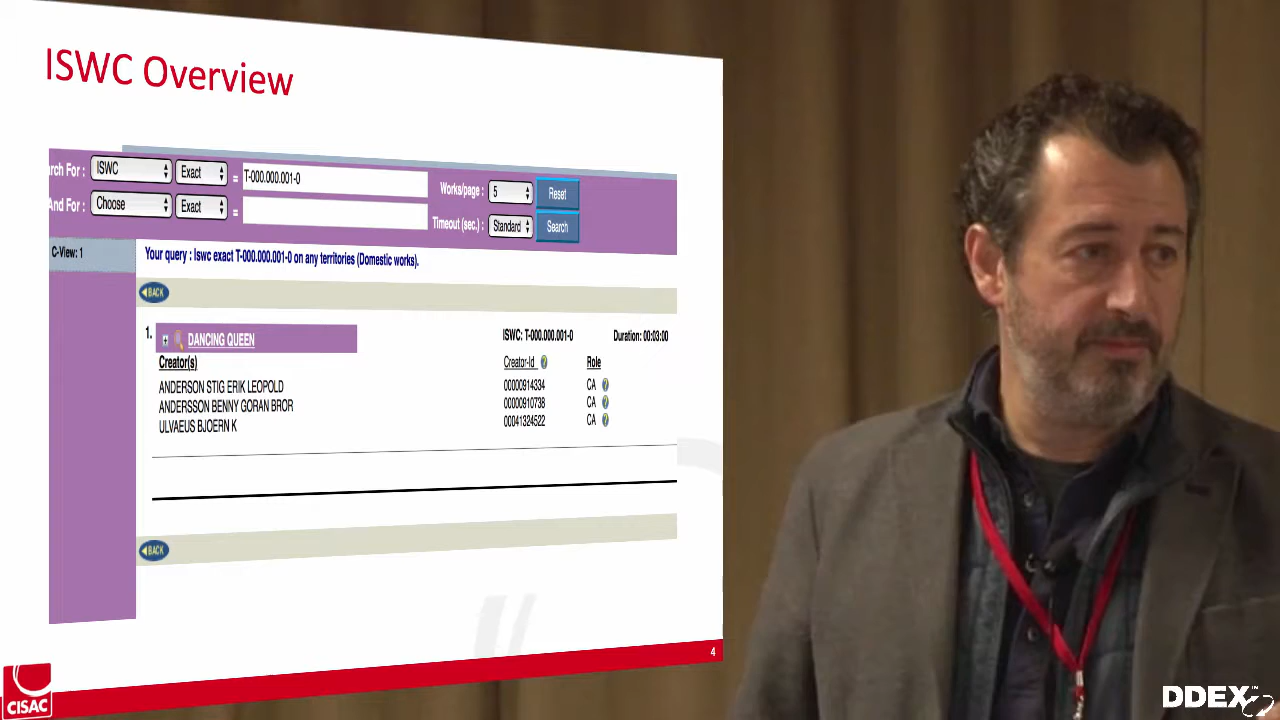 ISWC Overview
rch For: ISWC Exact = T-000.000.001-0 Works/page : 5 Reset
And For: Choose Exact = Timeout (sec.) : Standard Search
C-View: 1
Your query : Iswc exact T-000.000.001-0 on any territories (Domestic works).
BACK
1. DANCING QUEEN ISWC: T-000.000.001-0 Duration: 00:03:00
Creator(s) Creator-Id ? Role
ANDERSON STIG ERIK LEOPOLD 00000914334 CA ?
ANDERSSON BENNY GORAN BROR 00000910738 CA ?
ULVAEUS BJOERN K 00041324522 CA ?
BACK
4
CISAC
DDEX IN